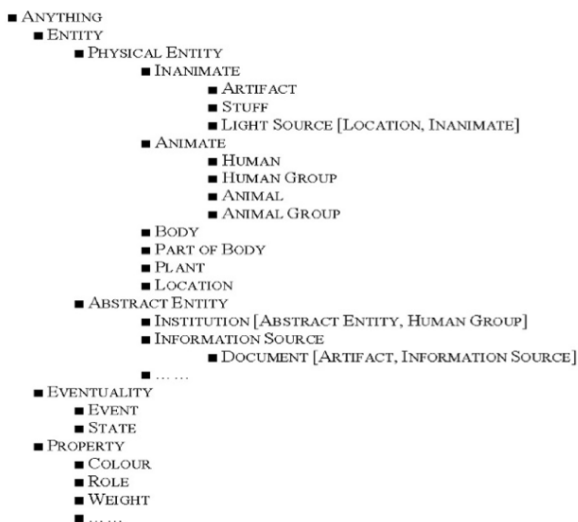 ■ ANYTHING
■ ENTITY
■ PHYSICAL ENTITY
■ INANIMATE
■ ARTIFACT
■ STUFF
■ LIGHT SOURCE [LOCATION, INANIMATE]
■ ANIMATE
■ HUMAN
■ HUMAN GROUP
■ ANIMAL
■ ANIMAL GROUP
■ BODY
■ PART OF BODY
■ PLANT
■ LOCATION
■ ABSTRACT ENTITY
■ INSTITUTION [ABSTRACT ENTITY, HUMAN GROUP]
■ INFORMATION SOURCE
■ DOCUMENT [ARTIFACT, INFORMATION SOURCE]
■ … …
■ EVENTUALITY
■ EVENT
■ STATE
■ PROPERTY
■ COLOUR
■ ROLE
■ WEIGHT
■ … …